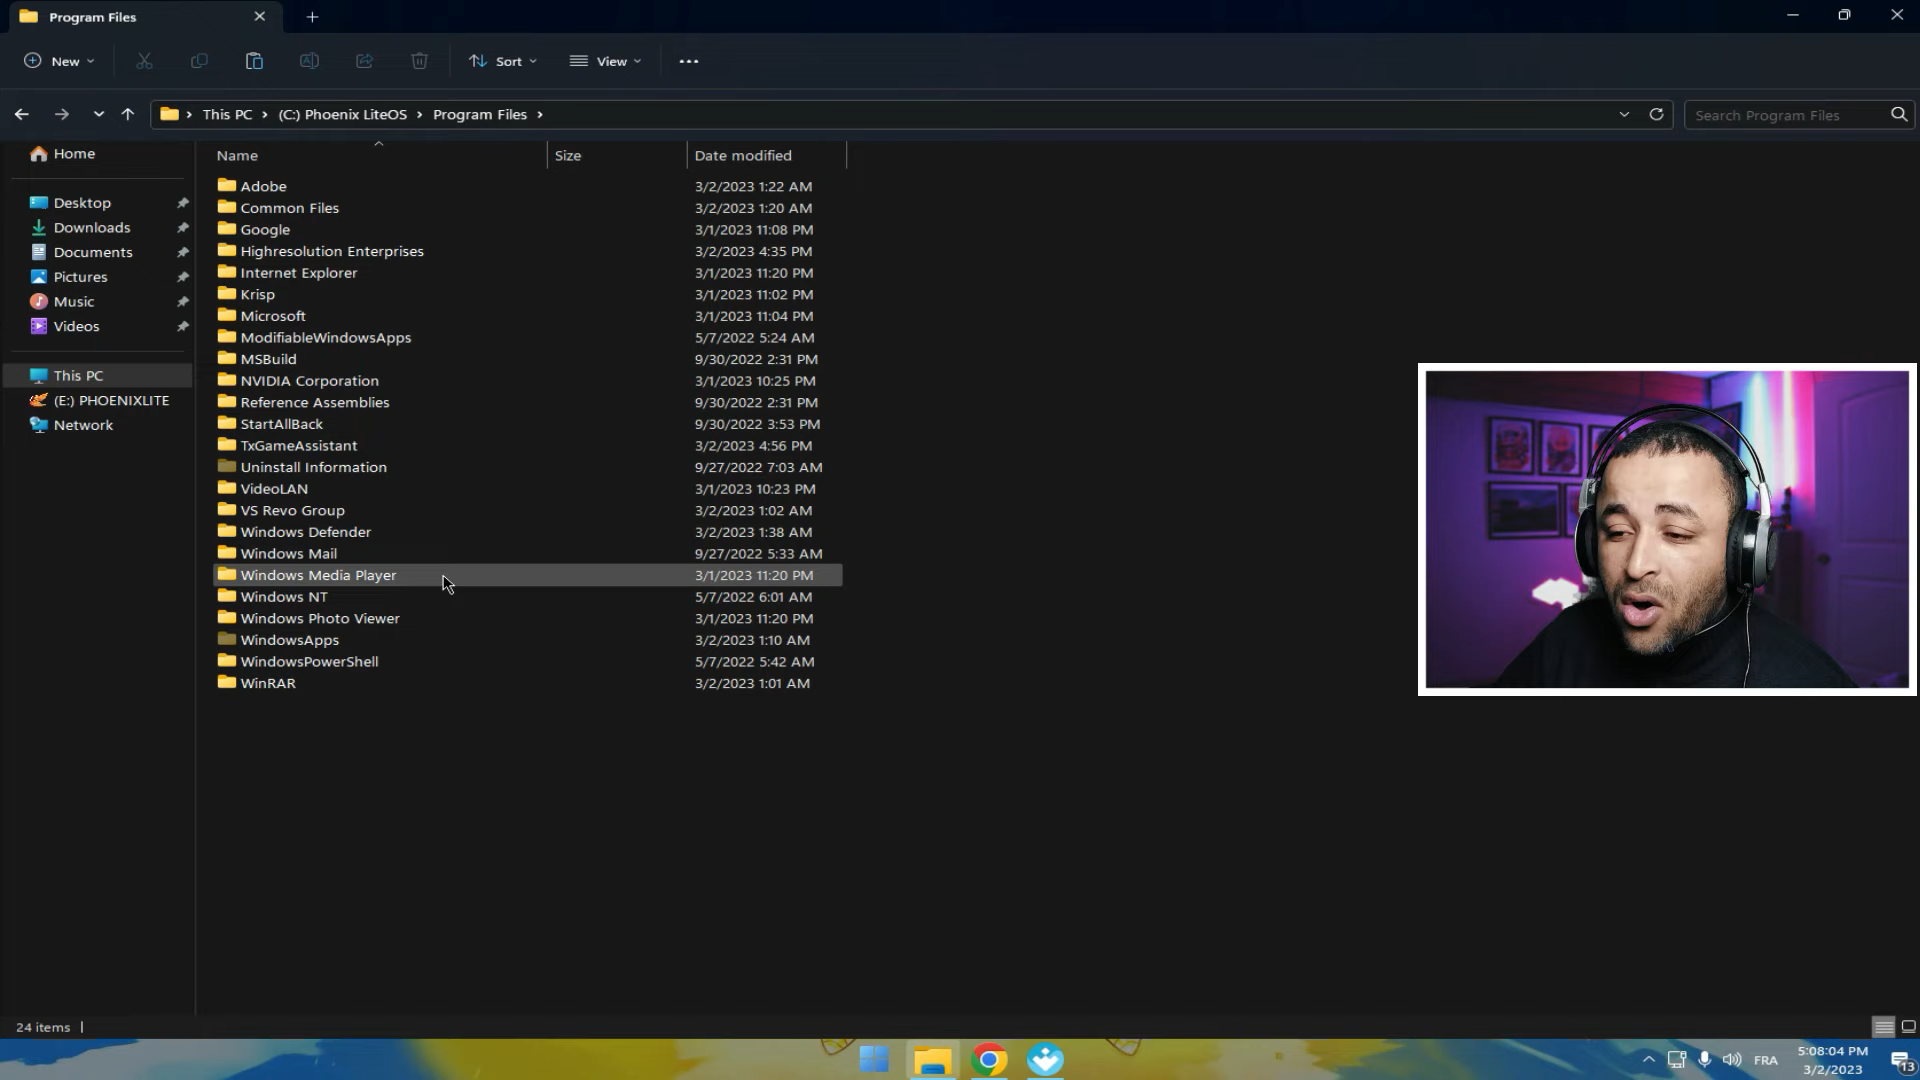 Program Files
New
Sort
View
This PC > (C:) Phoenix LiteOS > Program Files >
Search Program Files
Home
Desktop
Downloads
Documents
Pictures
Music
Videos
This PC
(E:) PHOENIXLITE
Network
Name Size Date modified
Adobe 3/2/2023 1:22 AM
Common Files 3/2/2023 1:20 AM
Google 3/1/2023 11:08 PM
Highresolution Enterprises 3/2/2023 4:35 PM
Internet Explorer 3/1/2023 11:20 PM
Krisp 3/1/2023 11:02 PM
Microsoft 3/1/2023 11:04 PM
ModifiableWindowsApps 5/7/2022 5:24 AM
MSBuild 9/30/2022 2:31 PM
NVIDIA Corporation 3/1/2023 10:25 PM
Reference Assemblies 9/30/2022 2:31 PM
StartAllBack 9/30/2022 3:53 PM
TxGameAssistant 3/2/2023 4:56 PM
Uninstall Information 9/27/2022 7:03 AM
VideoLAN 3/1/2023 10:23 PM
VS Revo Group 3/2/2023 1:02 AM
Windows Defender 3/2/2023 1:38 AM
Windows Mail 9/27/2022 5:33 AM
Windows Media Player 3/1/2023 11:20 PM
Windows NT 5/7/2022 6:01 AM
Windows Photo Viewer 3/1/2023 11:20 PM
WindowsApps 3/2/2023 1:10 AM
WindowsPowerShell 5/7/2022 5:42 AM
WinRAR 3/2/2023 1:01 AM
24 items
FRA
5:08:04 PM
3/2/2023
13